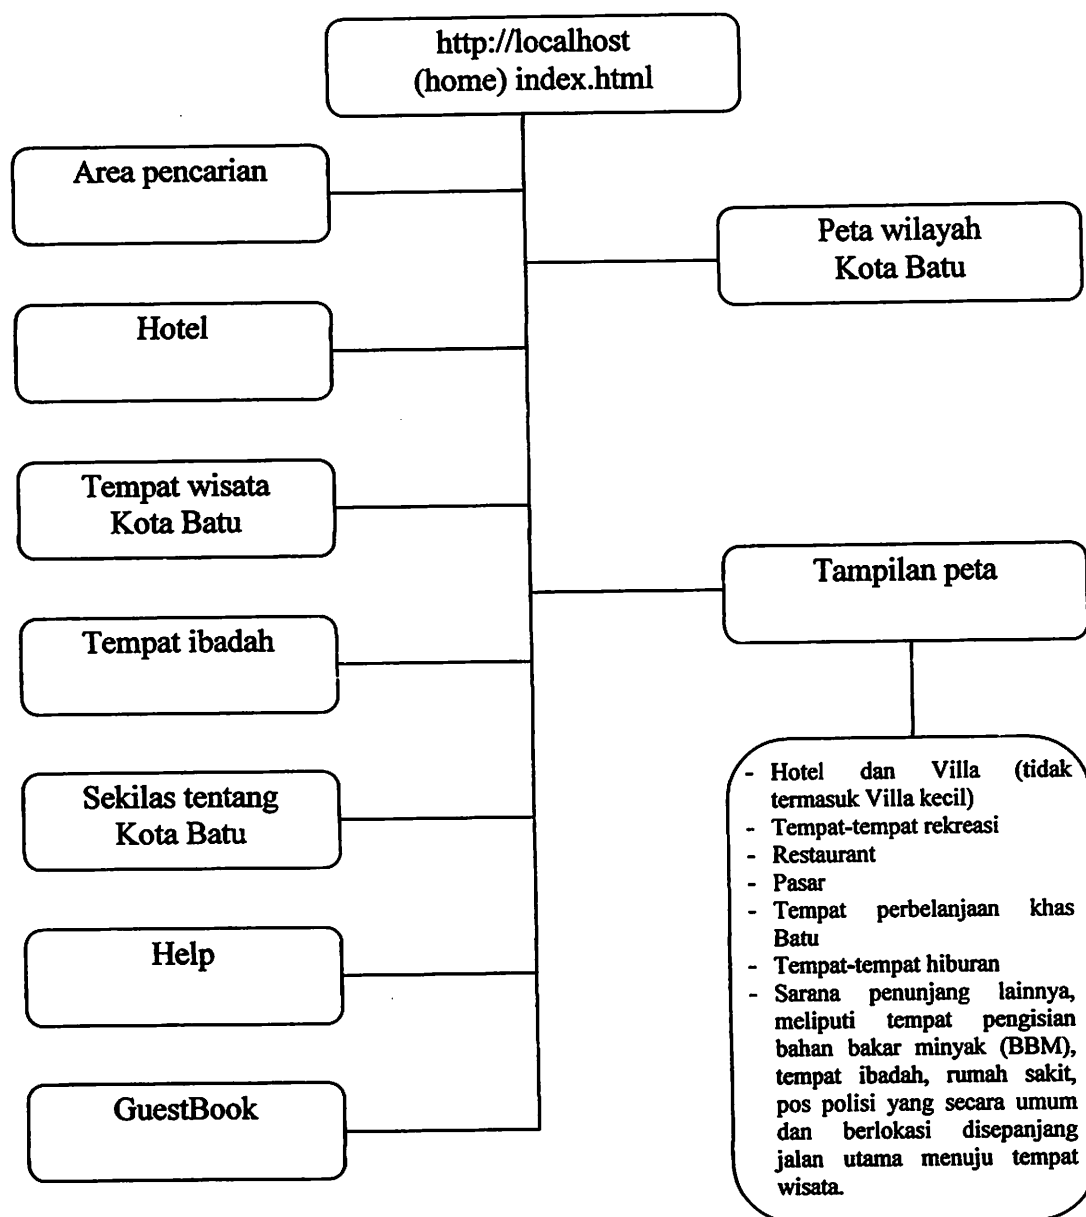 http://localhost
(home) index.html
Area pencarian
Peta wilayah
Kota Batu
Hotel
Tempat wisata
Kota Batu
Tampilan peta
Tempat ibadah
Sekilas tentang
Kota Batu
Help
GuestBook
- Hotel dan Villa (tidak
termasuk Villa kecil)
- Tempat-tempat rekreasi
- Restaurant
- Pasar
- Tempat perbelanjaan khas
Batu
- Tempat-tempat hiburan
- Sarana penunjang lainnya,
meliputi tempat pengisian
bahan bakar minyak (BBM),
tempat ibadah, rumah sakit,
pos polisi yang secara umum
dan berlokasi disepanjang
jalan utama menuju tempat
wisata.